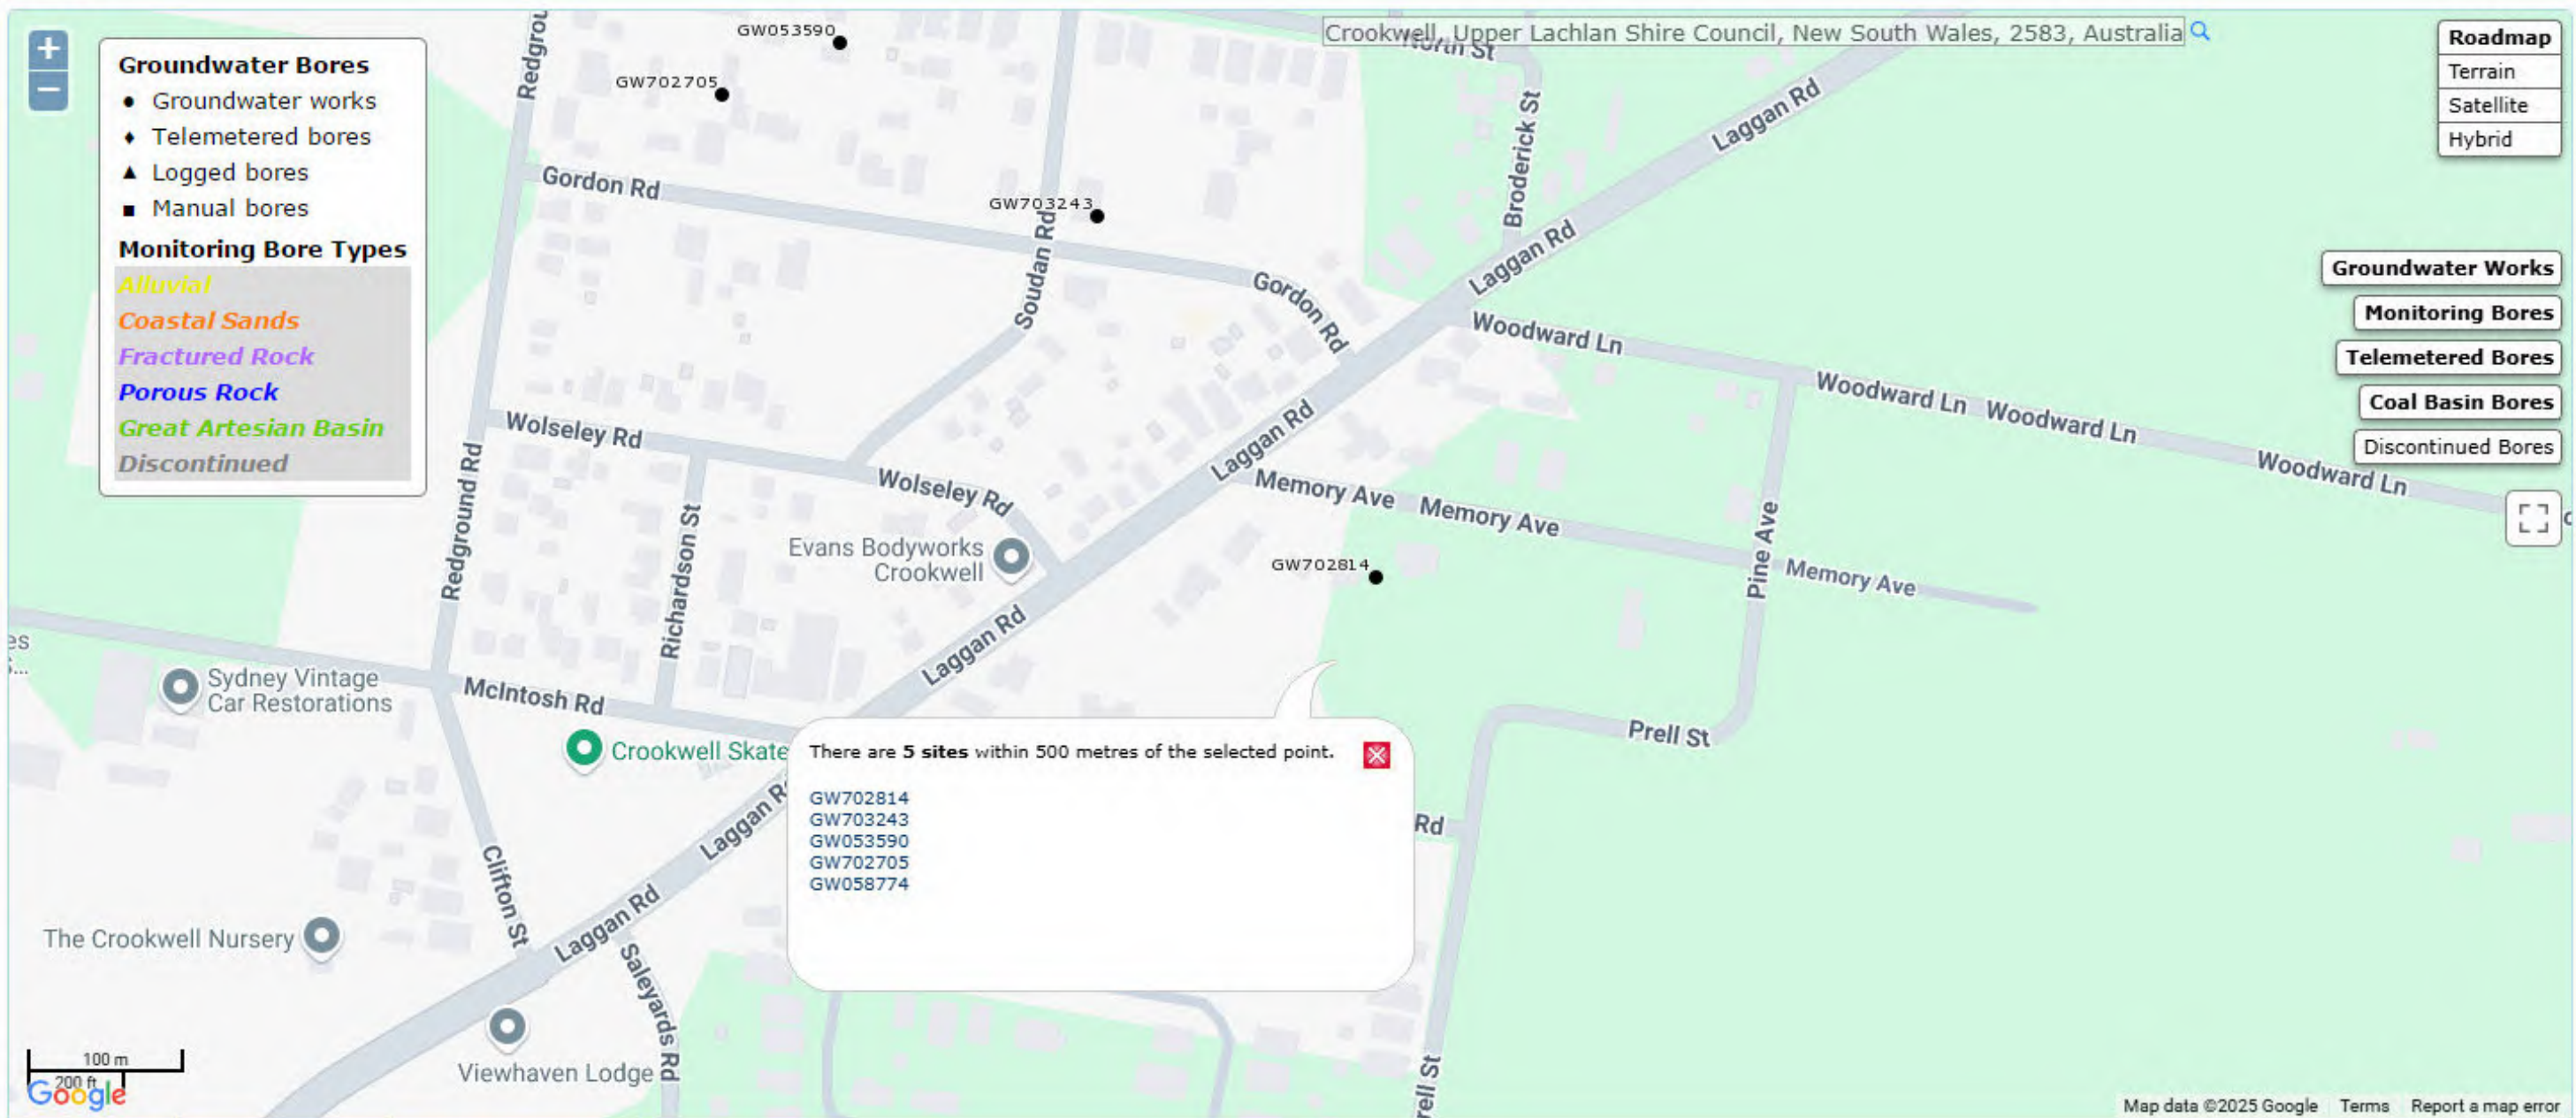 +
−
Groundwater Bores
Groundwater works
Telemetered bores
Logged bores
Manual bores
Monitoring Bore Types
Alluvial
Coastal Sands
Fractured Rock
Porous Rock
Great Artesian Basin
Discontinued
Crookwell, Upper Lachlan Shire Council, New South Wales, 2583, Australia
Roadmap
Terrain
Satellite
Hybrid
Groundwater Works
Monitoring Bores
Telemetered Bores
Coal Basin Bores
Discontinued Bores
GW053590
GW702705
GW703243
GW702814
North St
Redgrou
Gordon Rd
Soudan Rd
Gordon Rd
Broderick St
Laggan Rd
Laggan Rd
Woodward Ln
Woodward Ln
Woodward Ln
Woodward Ln
Wolseley Rd
Wolseley Rd
Redground Rd
Richardson St
Laggan Rd
Memory Ave
Memory Ave
Memory Ave
Pine Ave
Evans Bodyworks
Crookwell
Laggan Rd
Sydney Vintage
Car Restorations
McIntosh Rd
Crookwell Skate
Prell St
es
s...
There are 5 sites within 500 metres of the selected point.
GW702814
GW703243
GW053590
GW702705
GW058774
Laggan R
Rd
Clifton St
The Crookwell Nursery
Laggan Rd
Saleyards Rd
Viewhaven Lodge
rell St
100 m
200 ft
Google
Map data ©2025 Google
Terms
Report a map error